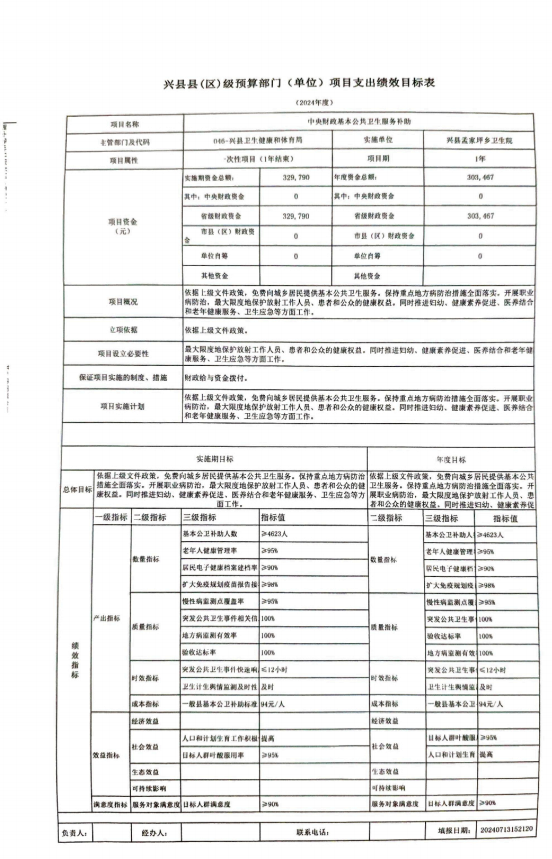 兴县县(区)级预算部门（单位）项目支出绩效目标表
（2024年度）
项目名称 中央财政基本公共卫生服务补助
主管部门及代码 046-兴县卫生健康和体育局 实施单位 兴县孟家坪乡卫生院
项目属性 一次性项目（1年结束） 项目期 1年
项目资金（元） 实施期资金总额： 329,790 年度资金总额： 303,467
其中：中央财政资金 0 其中：中央财政资金 0
省级财政资金 329,790 省级财政资金 303,467
市县（区）财政资金 0 市县（区）财政资金 0
单位自筹 0 单位自筹 0
其他资金 其他资金
项目概况 依据上级文件政策，免费向城乡居民提供基本公共卫生服务。保持重点地方病防治措施全面落实。开展职业
病防治，最大限度地保护放射工作人员、患者和公众的健康权益。同时推进妇幼、健康素养促进、医养结合
和老年健康服务、卫生应急等方面工作。
立项依据 依据上级文件政策。
项目设立必要性 最大限度地保护放射工作人员、患者和公众的健康权益。同时推进妇幼、健康素养促进、医养结合和老年健
康服务、卫生应急等方面工作。
保证项目实施的制度、措施 财政给与资金拨付。
项目实施计划 依据上级文件政策，免费向城乡居民提供基本公共卫生服务。保持重点地方病防治措施全面落实。开展职业
病防治，最大限度地保护放射工作人员、患者和公众的健康权益。同时推进妇幼、健康素养促进、医养结合
和老年健康服务、卫生应急等方面工作。
实施期目标 年度目标
总体目标 依据上级文件政策，免费向城乡居民提供基本公共卫生服务。保持重点地方病防治 依据上级文件政策，免费向城乡居民提供基本公共
措施全面落实。开展职业病防治，最大限度地保护放射工作人员、患者和公众的健 卫生服务。保持重点地方病防治措施全面落实。开
康权益。同时推进妇幼、健康素养促进、医养结合和老年健康服务、卫生应急等方 展职业病防治，最大限度地保护放射工作人员、患
面工作。 者和公众的健康权益。同时推进妇幼、健康素养促
绩效指标 一级指标 二级指标 三级指标 指标值 二级指标 三级指标 指标值
产出指标 数量指标 基本公卫补助人数 ≥4623人 数量指标 基本公卫补助人 ≥4623人
老年人健康管理率 ≥95% 老年人健康管理 ≥95%
居民电子健康档案建档率 ≥90% 居民电子健康档 ≥90%
扩大免疫规划疫苗报告接 ≥98% 扩大免疫规划疫 ≥98%
质量指标 慢性病监测点覆盖率 ≥95% 质量指标 慢性病监测点覆 ≥95%
突发公共卫生事件相关信 100% 突发公共卫生事 100%
地方病监测有效率 100% 验收达标率 100%
验收达标率 100% 地方病监测有效 100%
时效指标 突发公共卫生事件快速响 ≤12小时 时效指标 突发公共卫生事 ≤12小时
卫生计生舆情监测及时性 及时 卫生计生舆情监 及时
成本指标 一般县基本公卫补助标准 94元/人 成本指标 一般县基本公卫 94元/人
效益指标 经济效益 经济效益
社会效益 人口和计划生育工作积极 提高 社会效益 目标人群叶酸服 ≥95%
目标人群叶酸服用率 ≥95% 人口和计划生育 提高
生态效益 生态效益
可持续影响 可持续影响
满意度指标 服务对象满意度 目标人群满意度 ≥90% 服务对象满意度 目标人群满意度 ≥90%
负责人： 经办人： 联系电话： 填报日期： 20240713152120